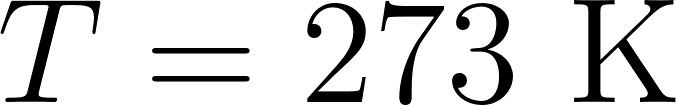 T = 273 K